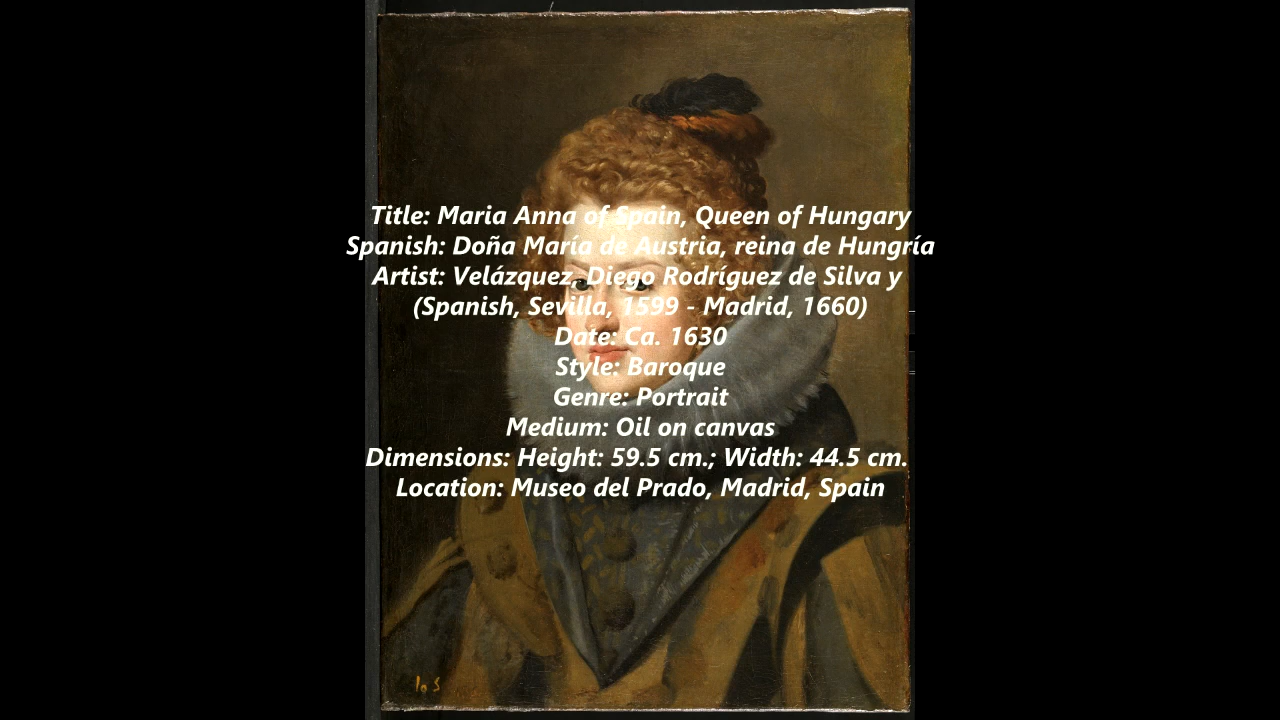 Title: Maria Anna of Spain, Queen of Hungary
Spanish: Doña María de Austria, reina de Hungría
Artist: Velázquez, Diego Rodríguez de Silva y
(Spanish, Sevilla, 1599 - Madrid, 1660)
Date: Ca. 1630
Style: Baroque
Genre: Portrait
Medium: Oil on canvas
Dimensions: Height: 59.5 cm.; Width: 44.5 cm.
Location: Museo del Prado, Madrid, Spain